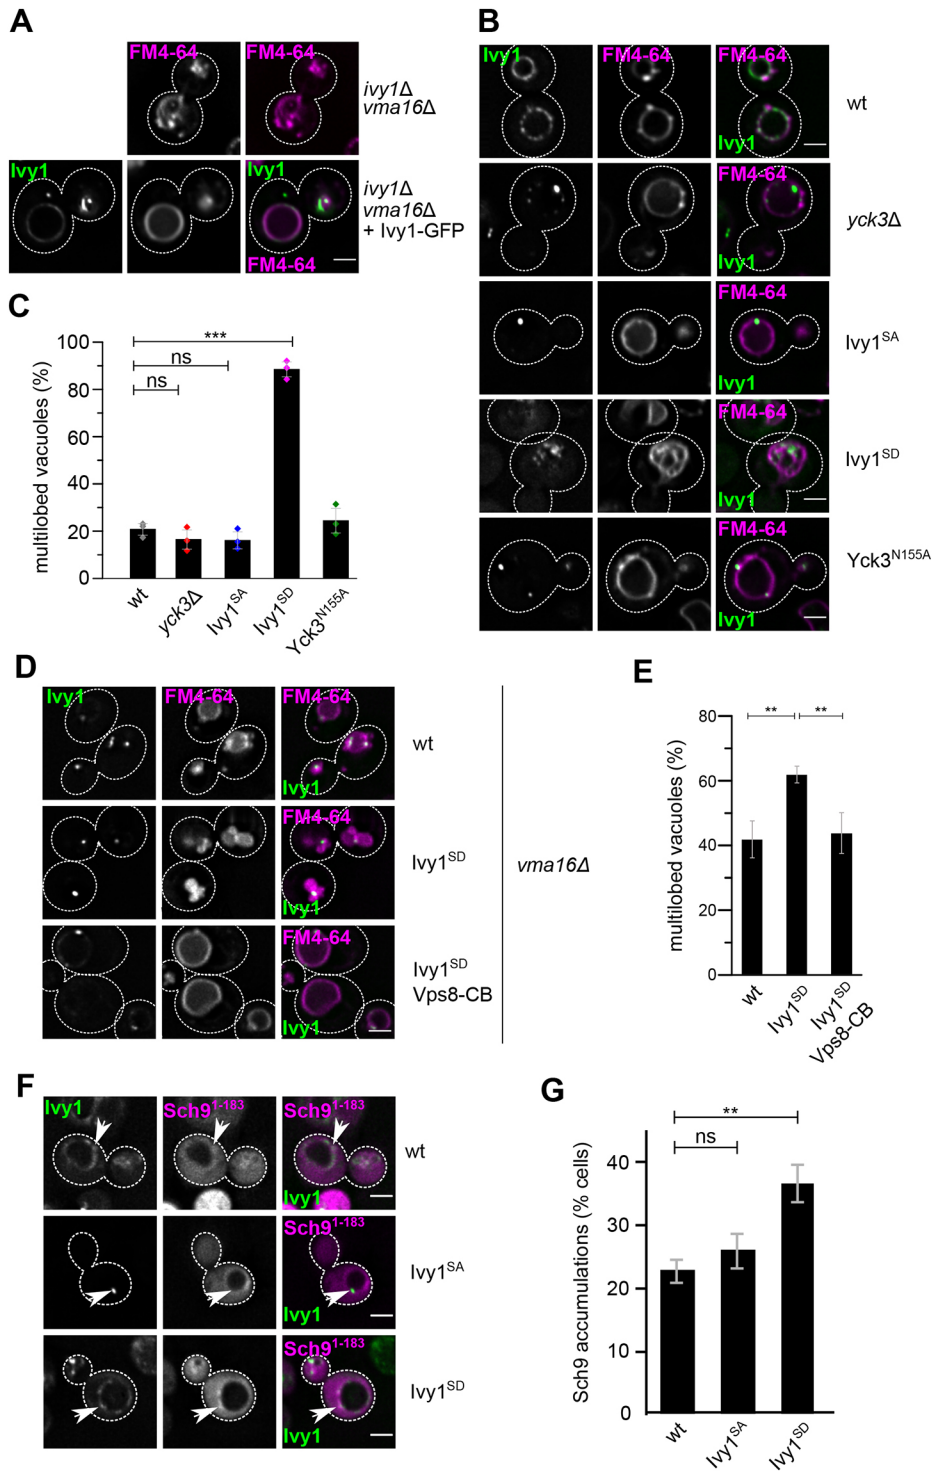 A
FM4-64
FM4-64
ivy1Δ
vma16Δ
Ivy1
FM4-64
ivy1Δ
vma16Δ
+ Ivy1-GFP
B
Ivy1
FM4-64
FM4-64
Ivy1
wt
FM4-64
Ivy1
yck3Δ
FM4-64
Ivy1
Ivy1SA
FM4-64
Ivy1
Ivy1SD
FM4-64
Ivy1
Yck3N155A
C
multilobed vacuoles (%)
100
80
60
40
20
0
***
ns
ns
wt
yck3Δ
Ivy1SA
Ivy1SD
Yck3N155A
D
Ivy1
FM4-64
FM4-64
Ivy1
wt
FM4-64
Ivy1
Ivy1SD
FM4-64
Ivy1
Ivy1SD
Vps8-CB
vma16Δ
E
multilobed vacuoles (%)
80
60
40
20
0
**
**
wt
Ivy1SD
Ivy1SD
Vps8-CB
F
Ivy1
Sch91-183
Sch91-183
Ivy1
wt
Sch91-183
Ivy1
Ivy1SA
Sch91-183
Ivy1
Ivy1SD
G
Sch9 accumulations (% cells)
40
30
20
10
0
**
ns
wt
Ivy1SA
Ivy1SD